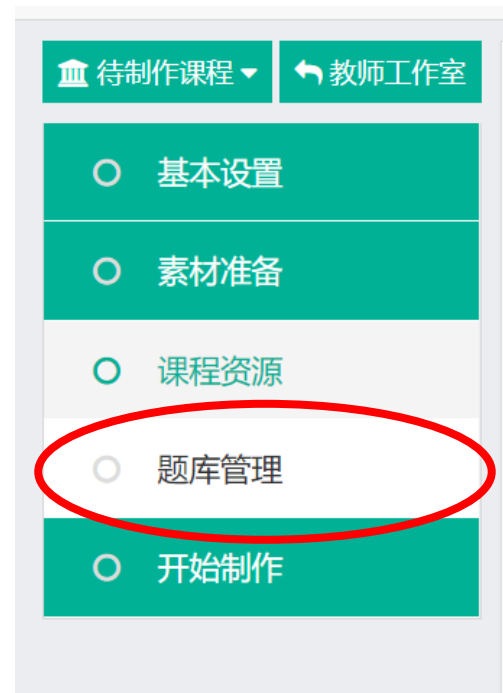 待制作课程 教师工作室
基本设置
素材准备
课程资源
题库管理
开始制作